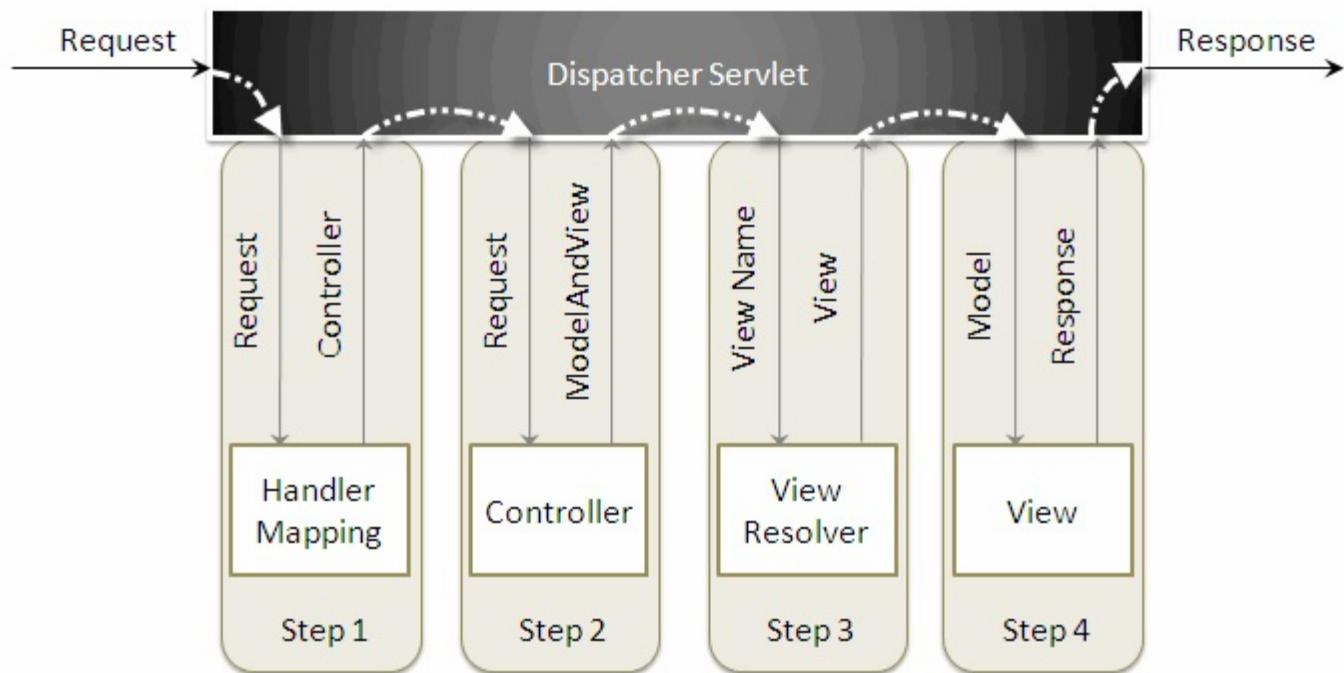 Request
Dispatcher Servlet
Response
Request
Controller
Request
ModelAndView
View Name
View
Model
Response
Handler
Mapping
Controller
View
Resolver
View
Step 1
Step 2
Step 3
Step 4